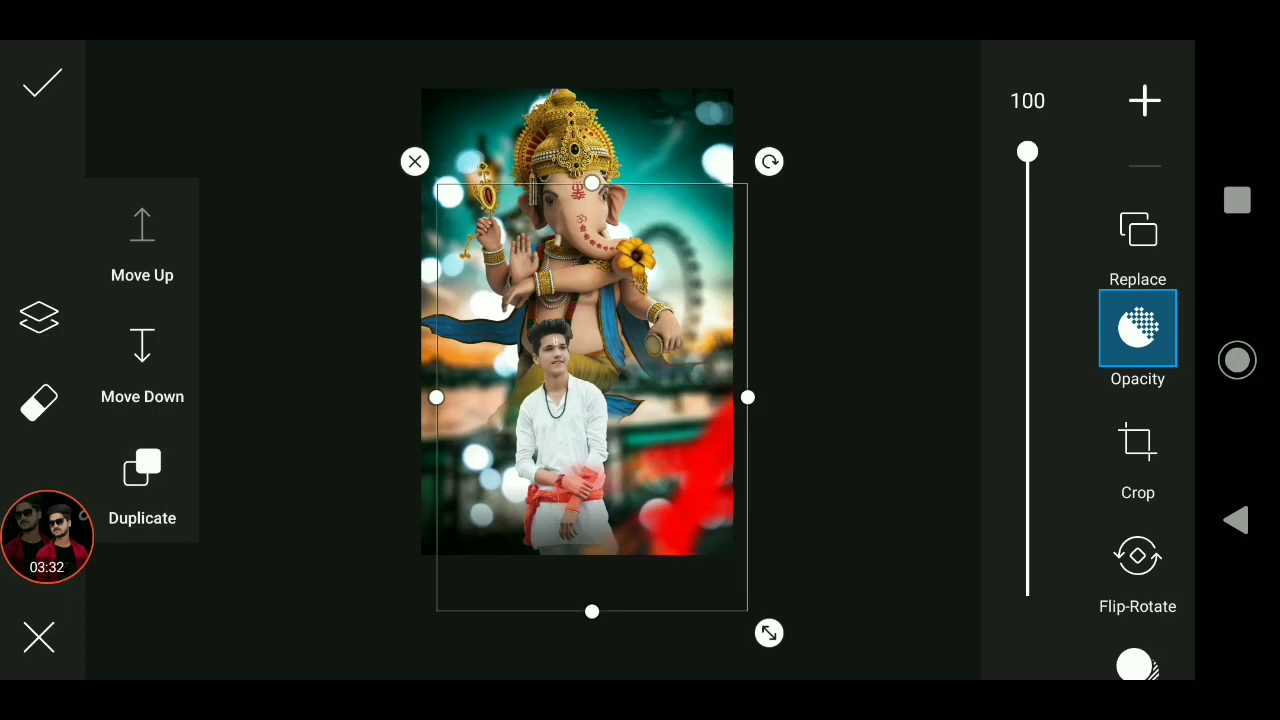 100
Move Up
Replace
Opacity
Move Down
Crop
Duplicate
03:32
Flip-Rotate
ॐ